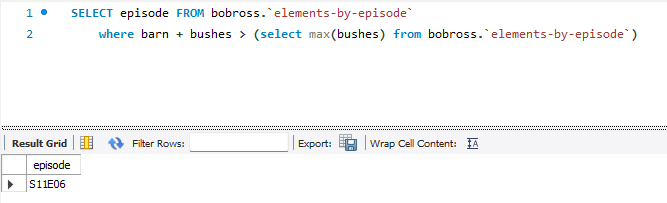 1 SELECT episode FROM bobross.`elements-by-episode`
2 where barn + bushes > (select max(bushes) from bobross.`elements-by-episode`)
Result Grid Filter Rows: Export: Wrap Cell Content: IA
episode
S11E06